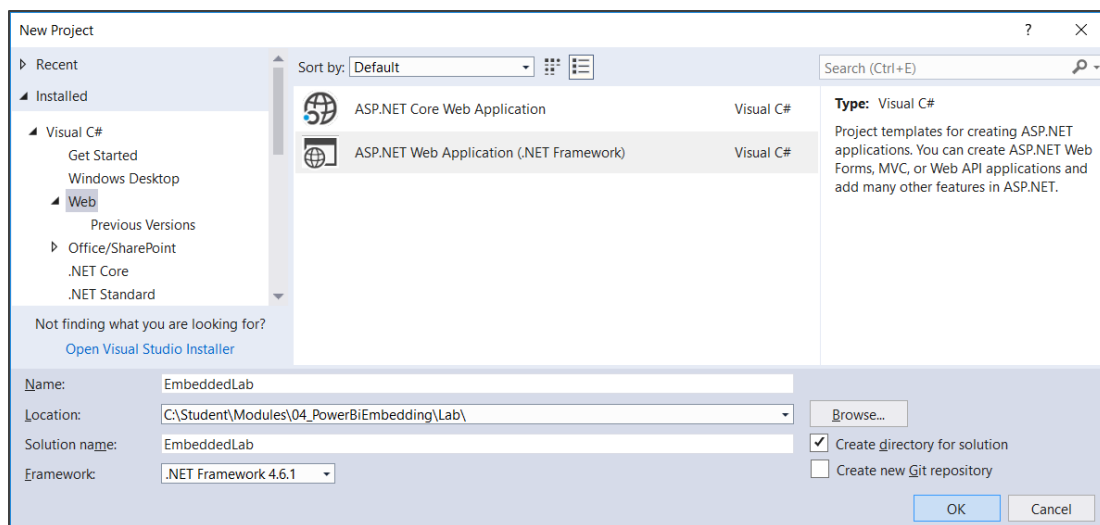 New Project
?
Recent
Installed
Visual C#
Get Started
Windows Desktop
Web
Previous Versions
Office/SharePoint
.NET Core
.NET Standard
Not finding what you are looking for?
Open Visual Studio Installer
Sort by: Default
ASP.NET Core Web Application Visual C#
ASP.NET Web Application (.NET Framework) Visual C#
Search (Ctrl+E)
Type: Visual C#
Project templates for creating ASP.NET
applications. You can create ASP.NET Web
Forms, MVC, or Web API applications and
add many other features in ASP.NET.
Name: EmbeddedLab
Location: C:\Student\Modules\04_PowerBiEmbedding\Lab\ Browse...
Solution name: EmbeddedLab Create directory for solution
Framework: .NET Framework 4.6.1 Create new Git repository
OK Cancel